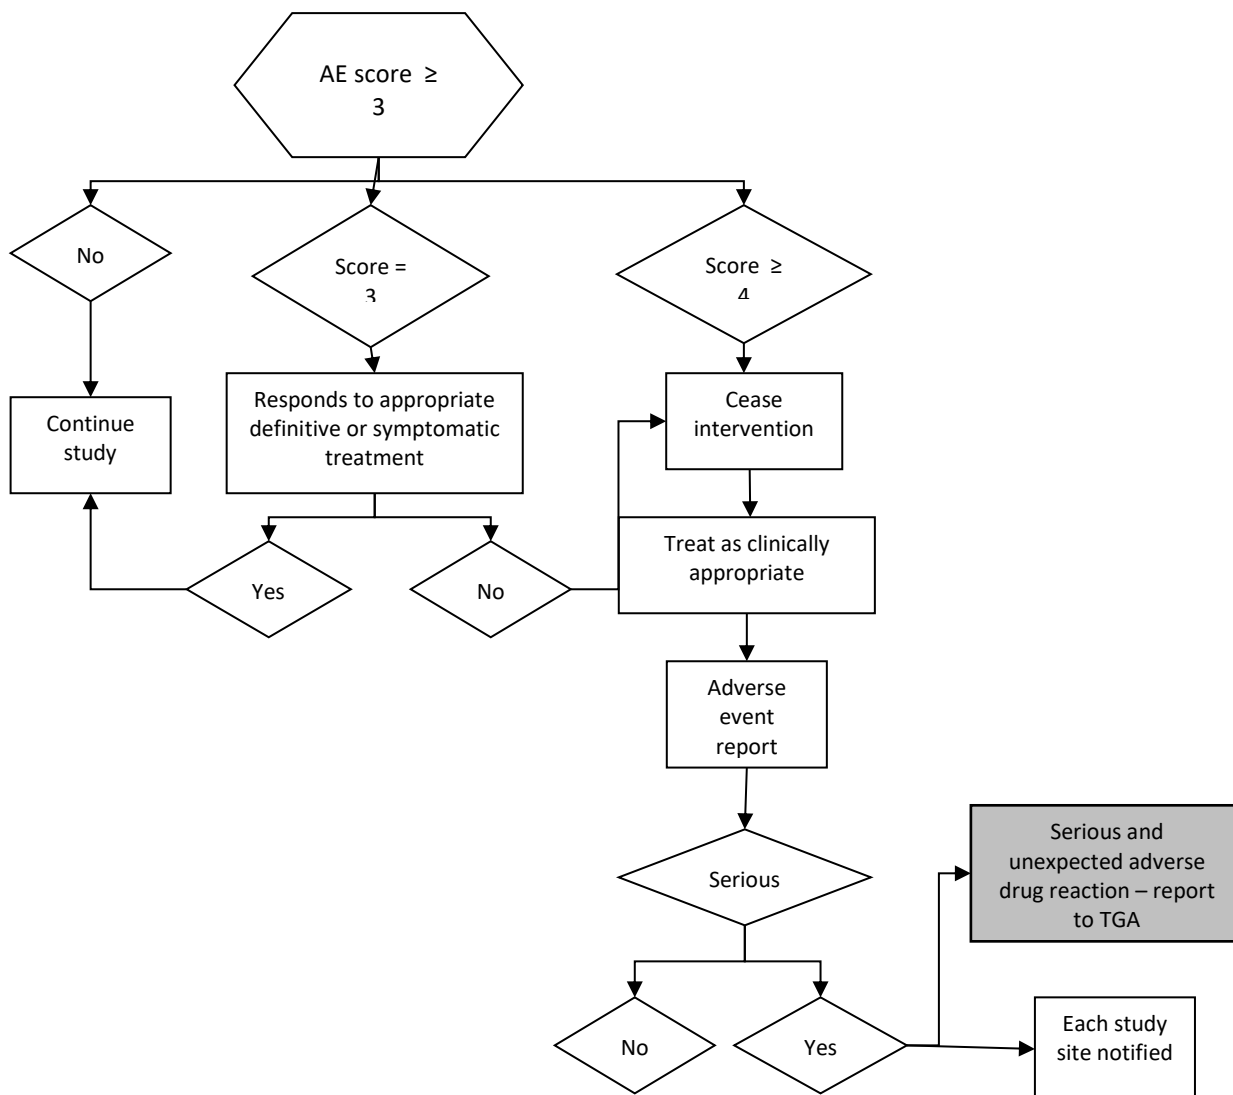 AE score ≥
3
No
Score =
3
Score ≥
4
Continue
study
Responds to appropriate
definitive or symptomatic
treatment
Cease
intervention
Yes
No
Treat as clinically
appropriate
Adverse
event
report
Serious
Serious and
unexpected adverse
drug reaction – report
to TGA
No
Yes
Each study
site notified